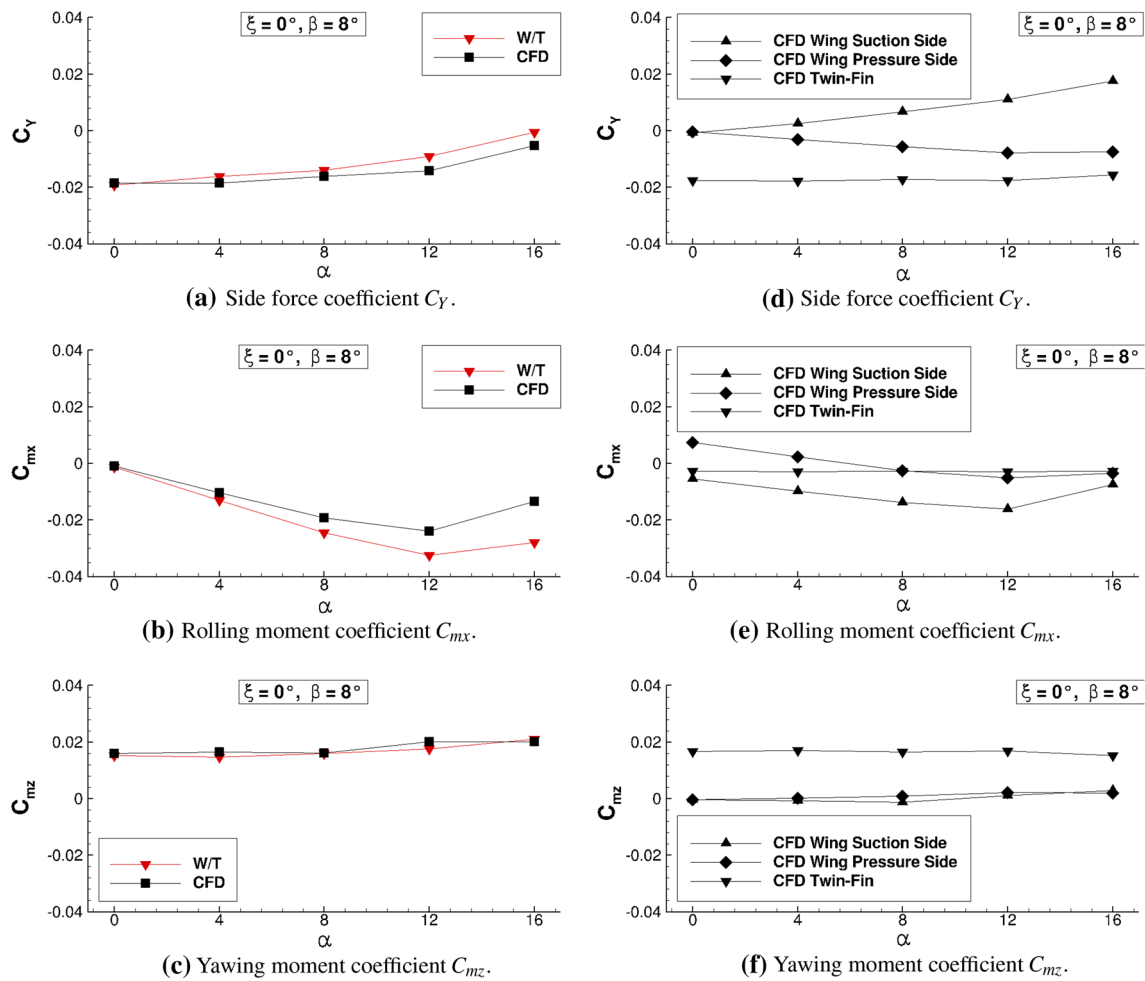 ξ = 0°, β = 8°
W/T
CFD
0.04
0.02
0
-0.02
-0.04
C_Y
0 4 8 12 16
α
(a) Side force coefficient C_Y.
ξ = 0°, β = 8°
CFD Wing Suction Side
CFD Wing Pressure Side
CFD Twin-Fin
0.04
0.02
0
-0.02
-0.04
C_Y
0 4 8 12 16
α
(d) Side force coefficient C_Y.
ξ = 0°, β = 8°
W/T
CFD
0.04
0.02
0
-0.02
-0.04
C_mx
0 4 8 12 16
α
(b) Rolling moment coefficient C_mx.
ξ = 0°, β = 8°
CFD Wing Suction Side
CFD Wing Pressure Side
CFD Twin-Fin
0.04
0.02
0
-0.02
-0.04
C_mx
0 4 8 12 16
α
(e) Rolling moment coefficient C_mx.
ξ = 0°, β = 8°
0.04
0.02
0
-0.02
-0.04
C_mz
W/T
CFD
0 4 8 12 16
α
(c) Yawing moment coefficient C_mz.
ξ = 0°, β = 8°
0.04
0.02
0
-0.02
-0.04
C_mz
CFD Wing Suction Side
CFD Wing Pressure Side
CFD Twin-Fin
0 4 8 12 16
α
(f) Yawing moment coefficient C_mz.